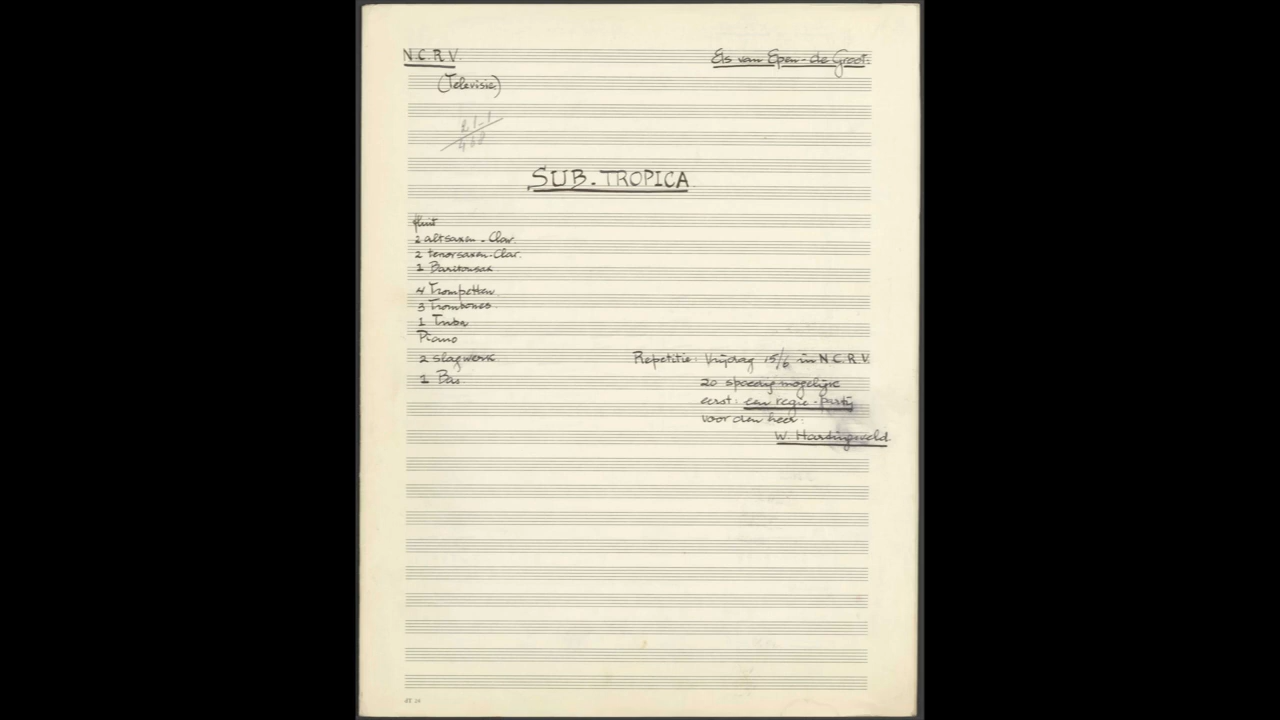 N.C.R.V.
Els van Epen - de Groot.
(Televisie)
SUB-TROPICA
fluit
2 altsaxen - Clar.
2 tenorsaxen - Clar.
1 Baritonsax
4 Trompetten
3 Trombones
1 Tuba
Piano
2 slagwerk
1 Bas
Repetitie: Vrijdag 15/6 in N.C.R.V.
zo spoedig mogelijk
eerst: een regie-partij
voor den heer:
W. Hardingsveld